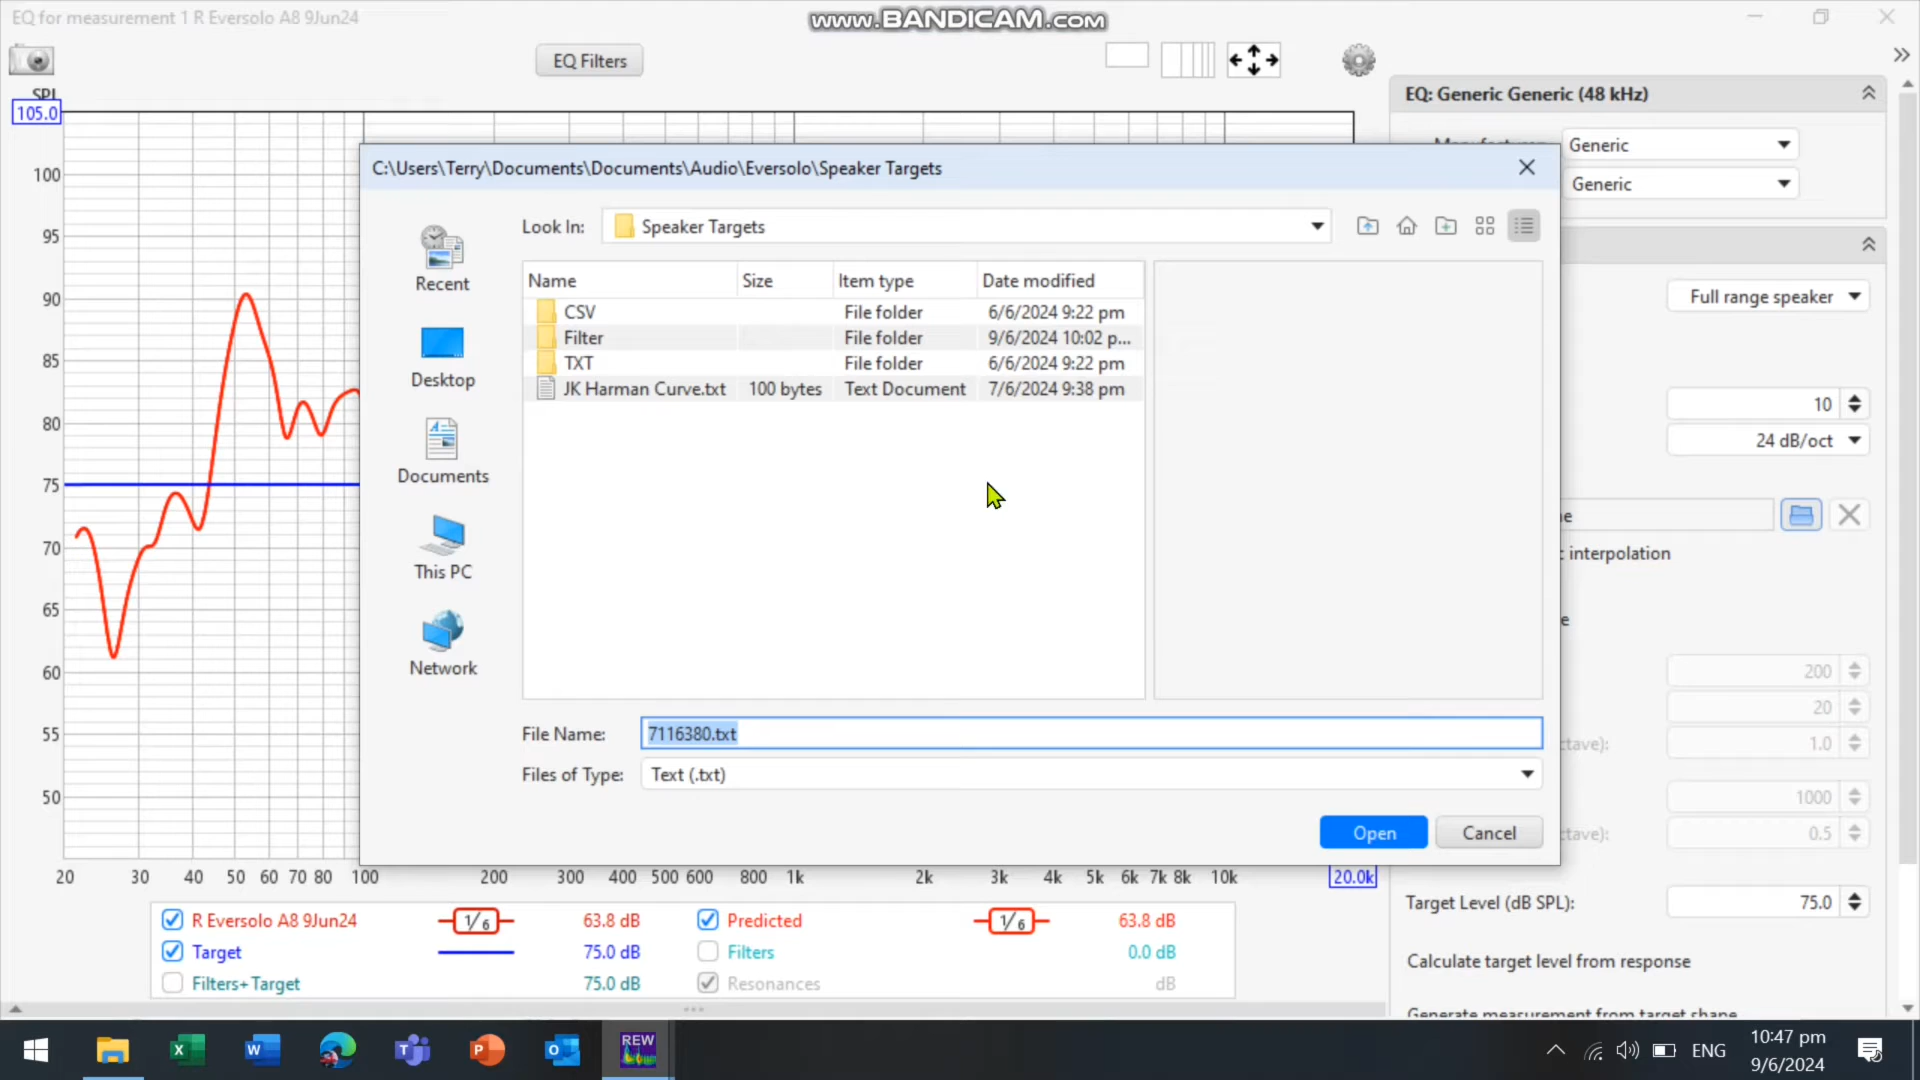 EQ for measurement 1 R Eversolo A8 9Jun24
www.BANDICAM.com
EQ Filters
SPL
105.0
100
95
90
85
80
75
70
65
60
55
50
20 30 40 50 60 70 80 100 200 300 400 500 600 800 1k 2k 3k 4k 5k 6k 7k 8k 10k 20.0k
C:\Users\Terry\Documents\Documents\Audio\Eversolo\Speaker Targets
Look In: Speaker Targets
Recent
Desktop
Documents
This PC
Network
Name Size Item type Date modified
CSV File folder 6/6/2024 9:22 pm
Filter File folder 9/6/2024 10:02 p...
TXT File folder 6/6/2024 9:22 pm
JK Harman Curve.txt 100 bytes Text Document 7/6/2024 9:38 pm
File Name: 7116380.txt
Files of Type: Text (.txt)
Open Cancel
EQ: Generic Generic (48 kHz)
Generic
Generic
Full range speaker
10
24 dB/oct
interpolation
200
20
tave): 1.0
1000
tave): 0.5
Target Level (dB SPL): 75.0
Calculate target level from response
Generate measurement from target shape
R Eversolo A8 9Jun24 1/6 63.8 dB Predicted 1/6 63.8 dB
Target 75.0 dB Filters 0.0 dB
Filters+Target 75.0 dB Resonances dB
REW
ENG
10:47 pm
9/6/2024